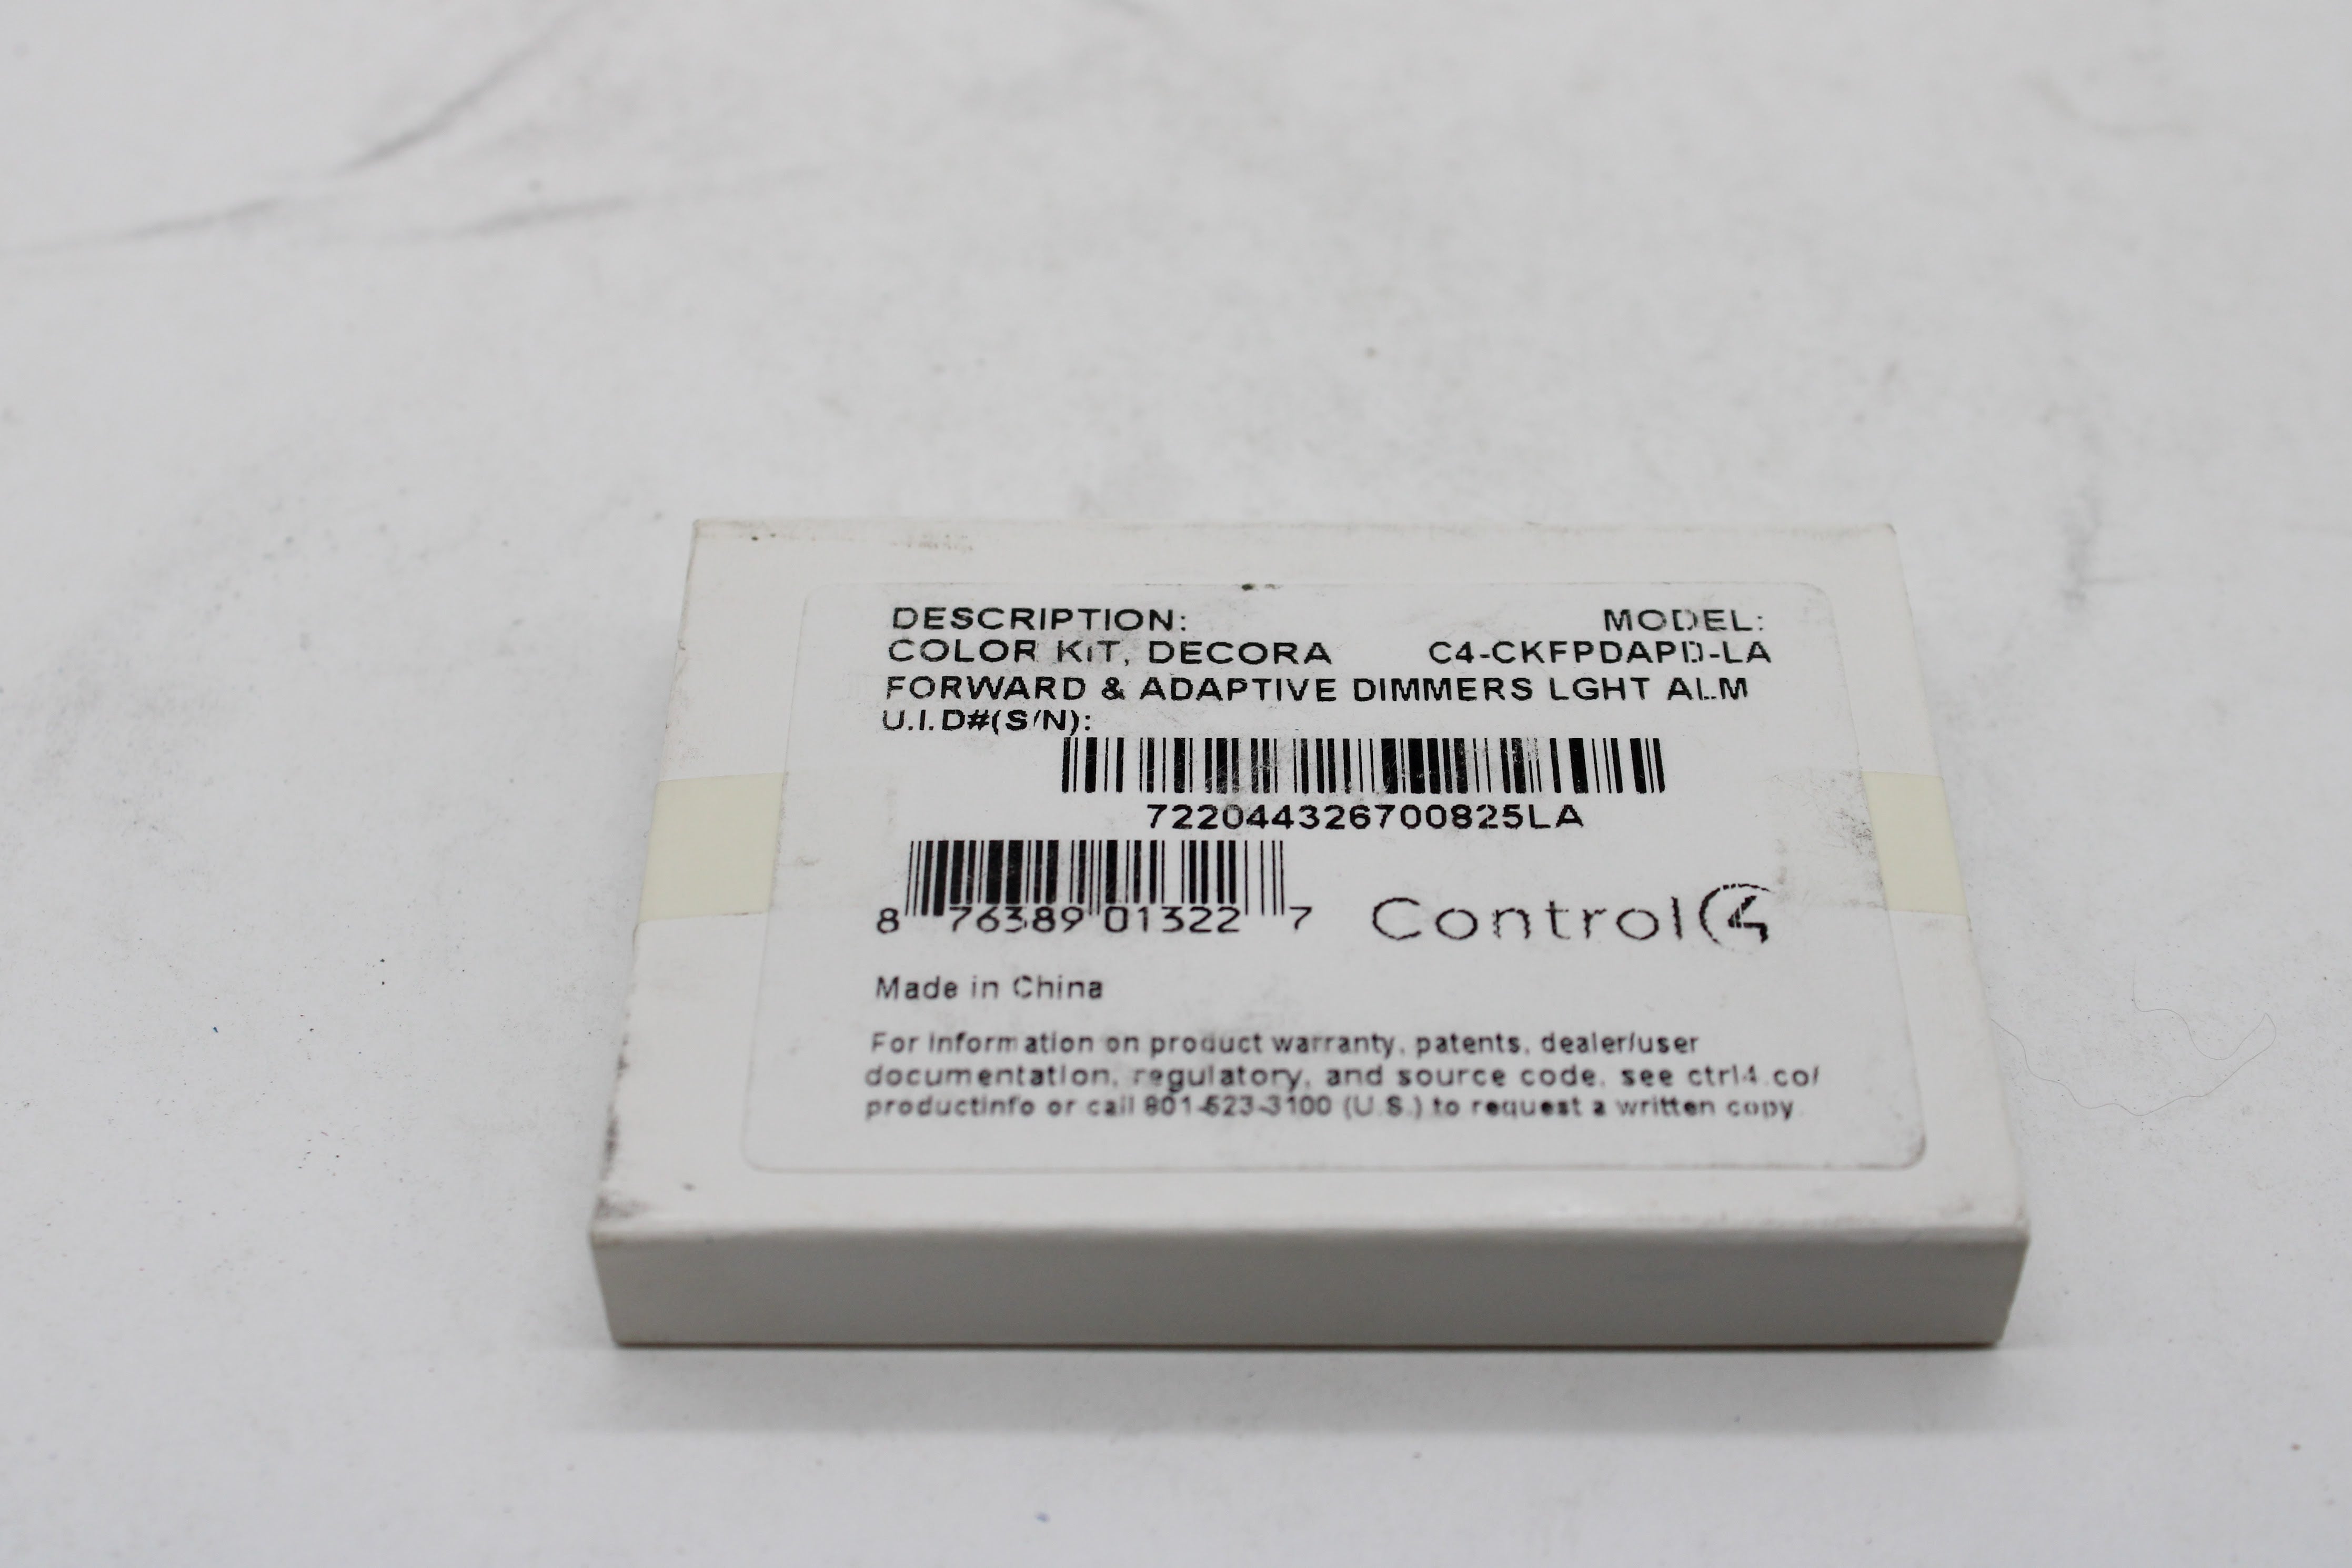 DESCRIPTION: MODEL:
COLOR KIT, DECORA C4-CKFPDAPD-LA
FORWARD & ADAPTIVE DIMMERS LGHT ALM
U.I.D#(S/N):
722044326700825LA
8 76389 01322 7 Control4
Made in China
For information on product warranty, patents, dealer/user
documentation, regulatory, and source code, see ctrl4.co/
productinfo or call 801-523-3100 (U.S.) to request a written copy